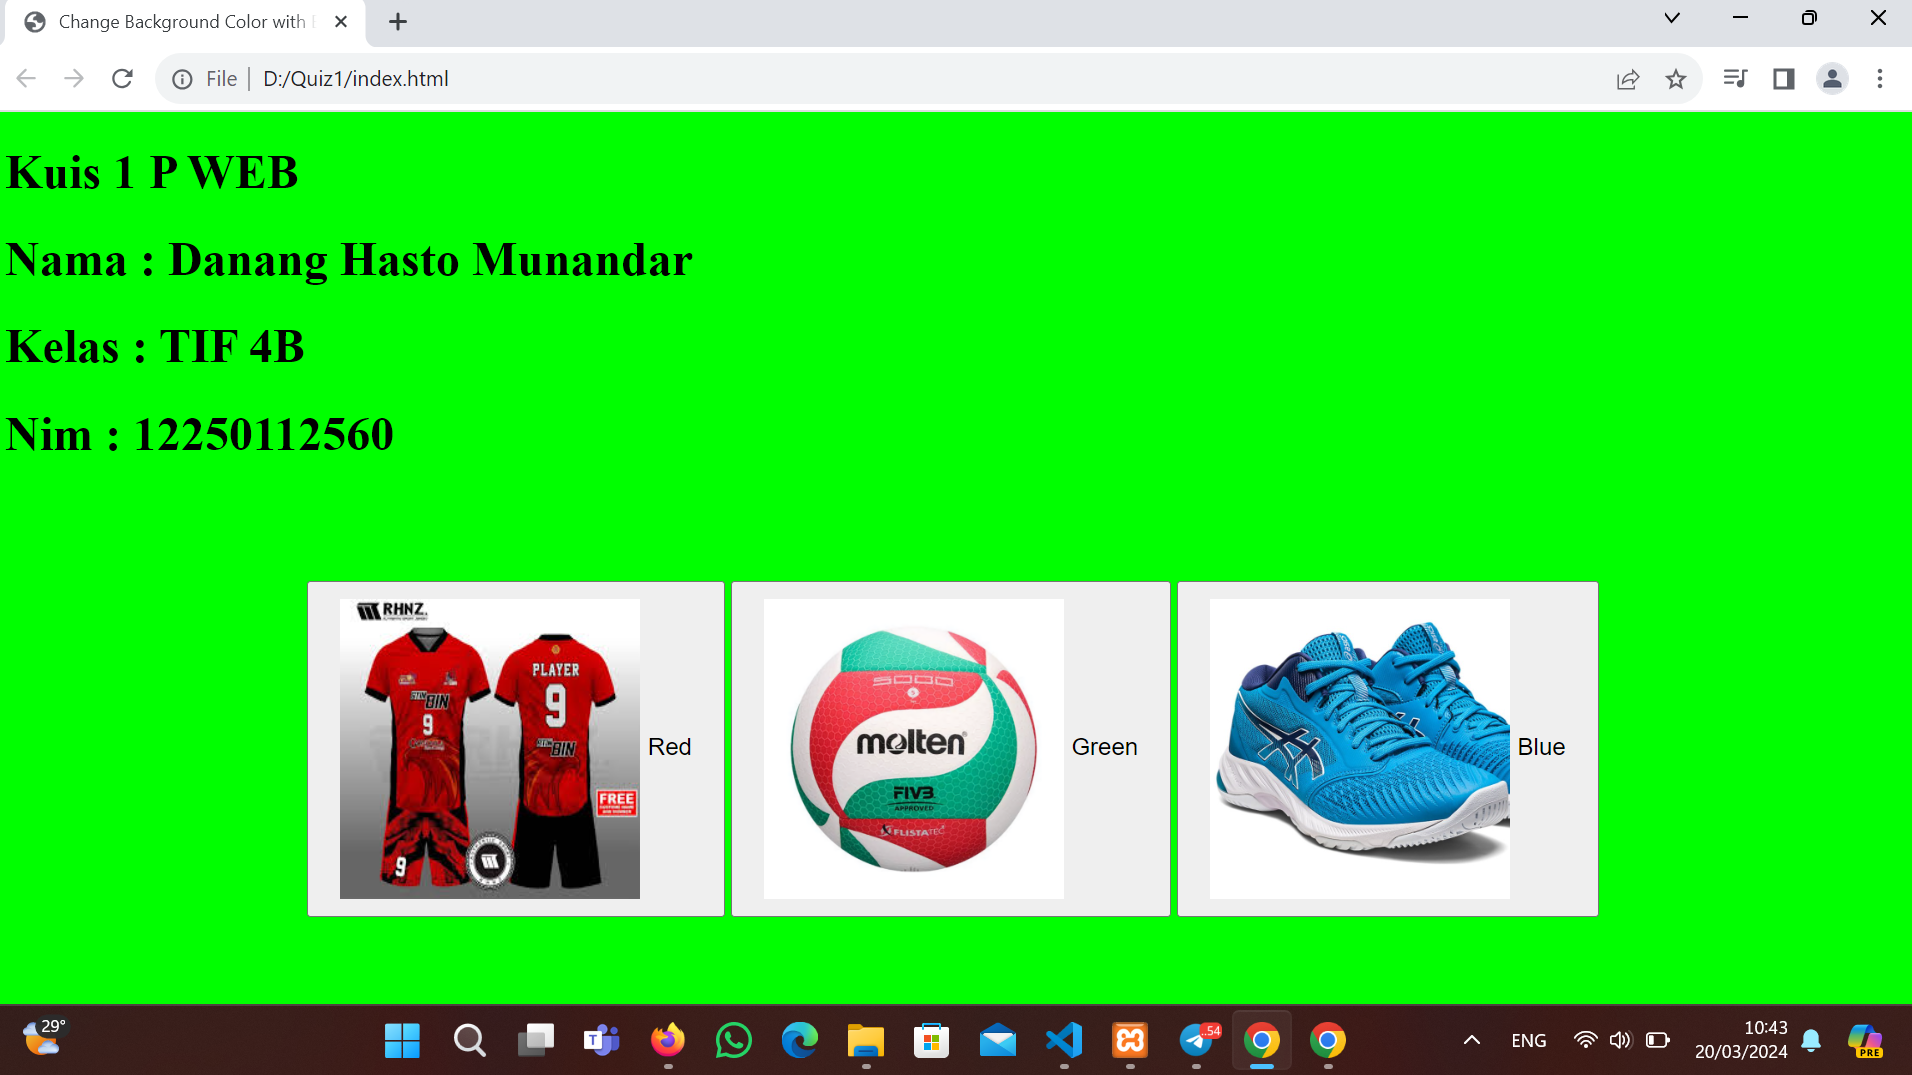 Change Background Color with
File
D:/Quiz1/index.html
Kuis 1 P WEB
Nama : Danang Hasto Munandar
Kelas : TIF 4B
Nim : 12250112560
RHNZ
PLAYER
9
BIN
9
BIN
FREE
9
Red
5000
molten
FIVB
APPROVED
FLISTATEC
Green
Blue
29°
T
..54
ENG
10:43
20/03/2024
PRE